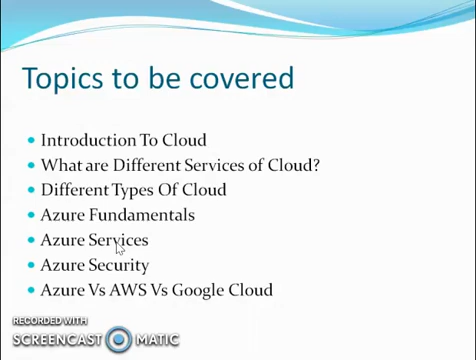 Topics to be covered
Introduction To Cloud
What are Different Services of Cloud?
Different Types Of Cloud
Azure Fundamentals
Azure Services
Azure Security
Azure Vs AWS Vs Google Cloud
RECORDED WITH
SCREENCAST MATIC